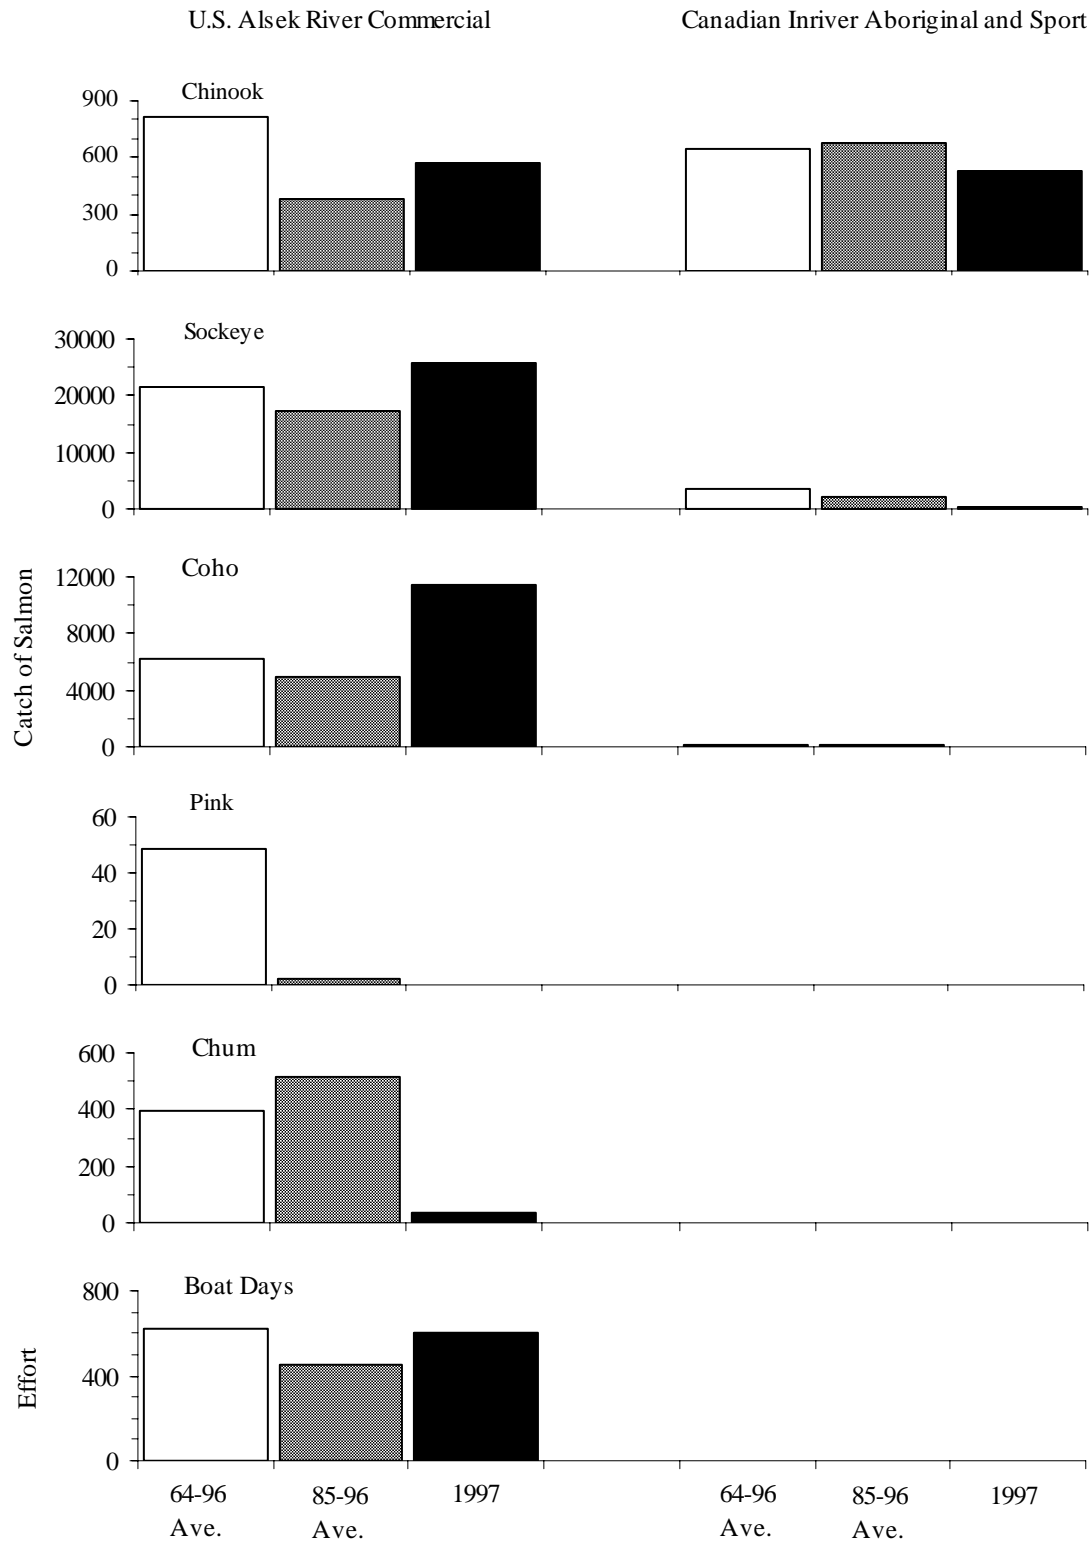 U.S. Alsek River Commercial
Canadian Inriver Aboriginal and Sport
Chinook
900
600
300
0
Sockeye
30000
20000
10000
0
Catch of Salmon
Coho
12000
8000
4000
0
Pink
60
40
20
0
Chum
600
400
200
0
Effort
Boat Days
800
400
0
64-96
Ave.
85-96
Ave.
1997
64-96
Ave.
85-96
Ave.
1997